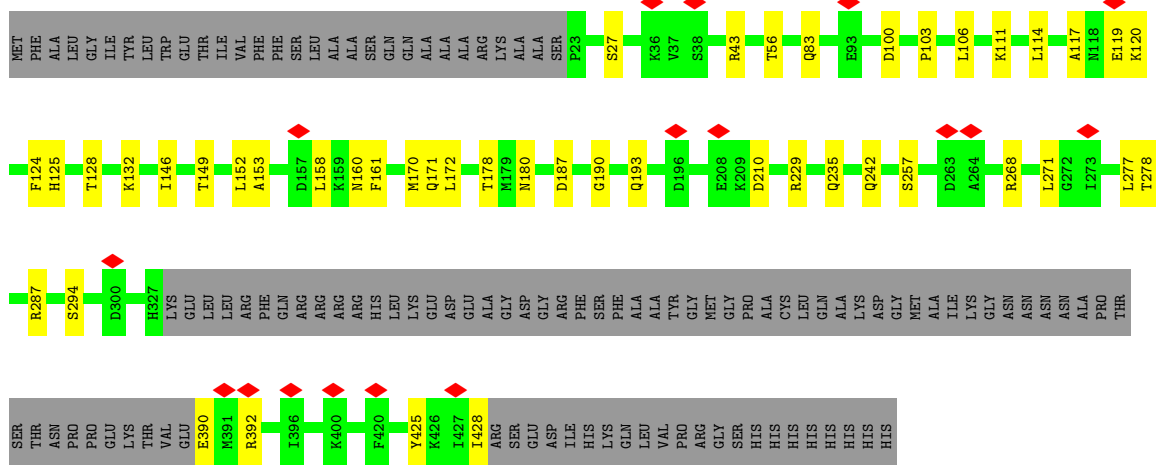 MET PHE ALA LEU GLY ILE TYR LEU TRP GLU THR ILE VAL PHE PHE SER LEU ALA ALA SER GLN GLN ALA ALA ALA ARG LYS ALA ALA SER P23 S27 K36 V37 S38 R43 T56 Q83 E93 D100 P103 L106 K111 L114 A117 N118 E119 K120
F124 H125 T128 K132 I146 T149 L152 A153 D157 L158 K159 N160 F161 M170 Q171 L172 T178 M179 N180 D187 G190 Q193 D196 E208 K209 D210 R229 Q235 Q242 S257 D263 A264 R268 L271 G272 I273 L277 T278
R287 S294 D300 H327 LYS GLU LEU LEU ARG PHE GLN ARG ARG ARG ARG HIS LEU LYS GLU ASP GLU ALA GLY ASP GLY ARG PHE SER PHE ALA ALA TYR GLY MET GLY PRO ALA CYS LEU GLN ALA LYS ASP GLY MET ALA ILE LYS GLY ASN ASN ASN ASN ALA PRO THR
SER THR ASN PRO PRO GLU LYS THR VAL GLU E390 M391 R392 I396 K400 F420 Y425 K426 I427 I428 ARG SER GLU ASP ILE HIS LYS GLN LEU VAL PRO ARG GLY SER HIS HIS HIS HIS HIS HIS HIS HIS